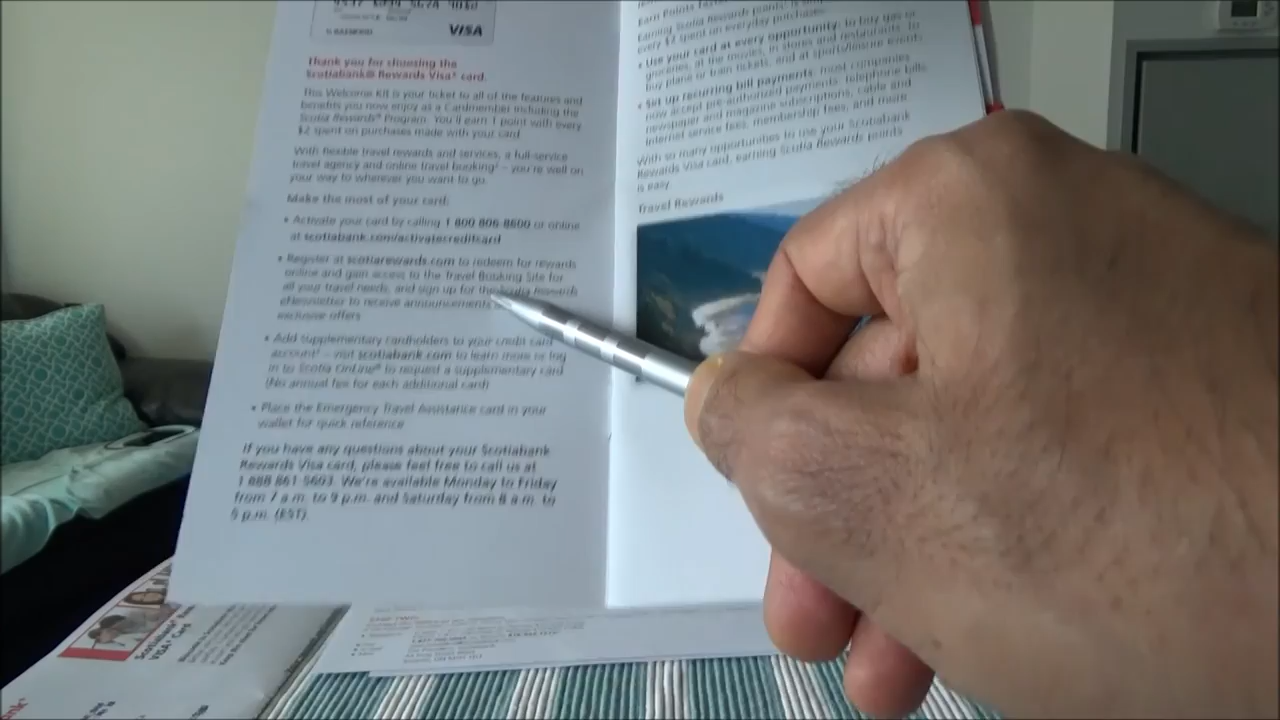 VISA
Thank you for choosing the
Scotiabank® Rewards Visa* card.
This Welcome Kit is your ticket to all of the features and
benefits you now enjoy as a Cardmember including the
Scotia Rewards® Program. You'll earn 1 point with every
$2 spent on purchases made with your card.
With flexible travel rewards and services, a full-service
travel agency and online travel booking¹ – you're well on
your way to wherever you want to go.
Make the most of your card:
• Activate your card by calling 1 800 806-8600 or online
at scotiabank.com/activatecreditcard
• Register at scotiarewards.com to redeem for rewards
online and gain access to the Travel Booking Site for
all your travel needs, and sign up for the Scotia Rewards
eNewsletter to receive announcements
exclusive offers
• Add supplementary cardholders to your credit card
account¹ – visit scotiabank.com to learn more or log
in to Scotia OnLine® to request a supplementary card
(No annual fee for each additional card)
• Place the Emergency Travel Assistance card in your
wallet for quick reference
If you have any questions about your Scotiabank
Rewards Visa card, please feel free to call us at
1 888 861-5603. We're available Monday to Friday
from 7 a.m. to 9 p.m. and Saturday from 8 a.m. to
5 p.m. (EST).
Earning Scotia Rewards points is
every $2 spent on everyday purchases.
• Use your card at every opportunity: to buy gas or
groceries, at the movies, in stores and restaurants, to
buy plane or train tickets, and at sports/leisure events
• Set up recurring bill payments: most companies
now accept pre-authorized payments, telephone bills,
newspaper and magazine subscriptions, cable and
Internet service fees, membership fees, and more.
With so many opportunities to use your Scotiabank
Rewards Visa card, earning Scotia Rewards points
is easy.
Travel Rewards
Scotiabank®
VISA* Card